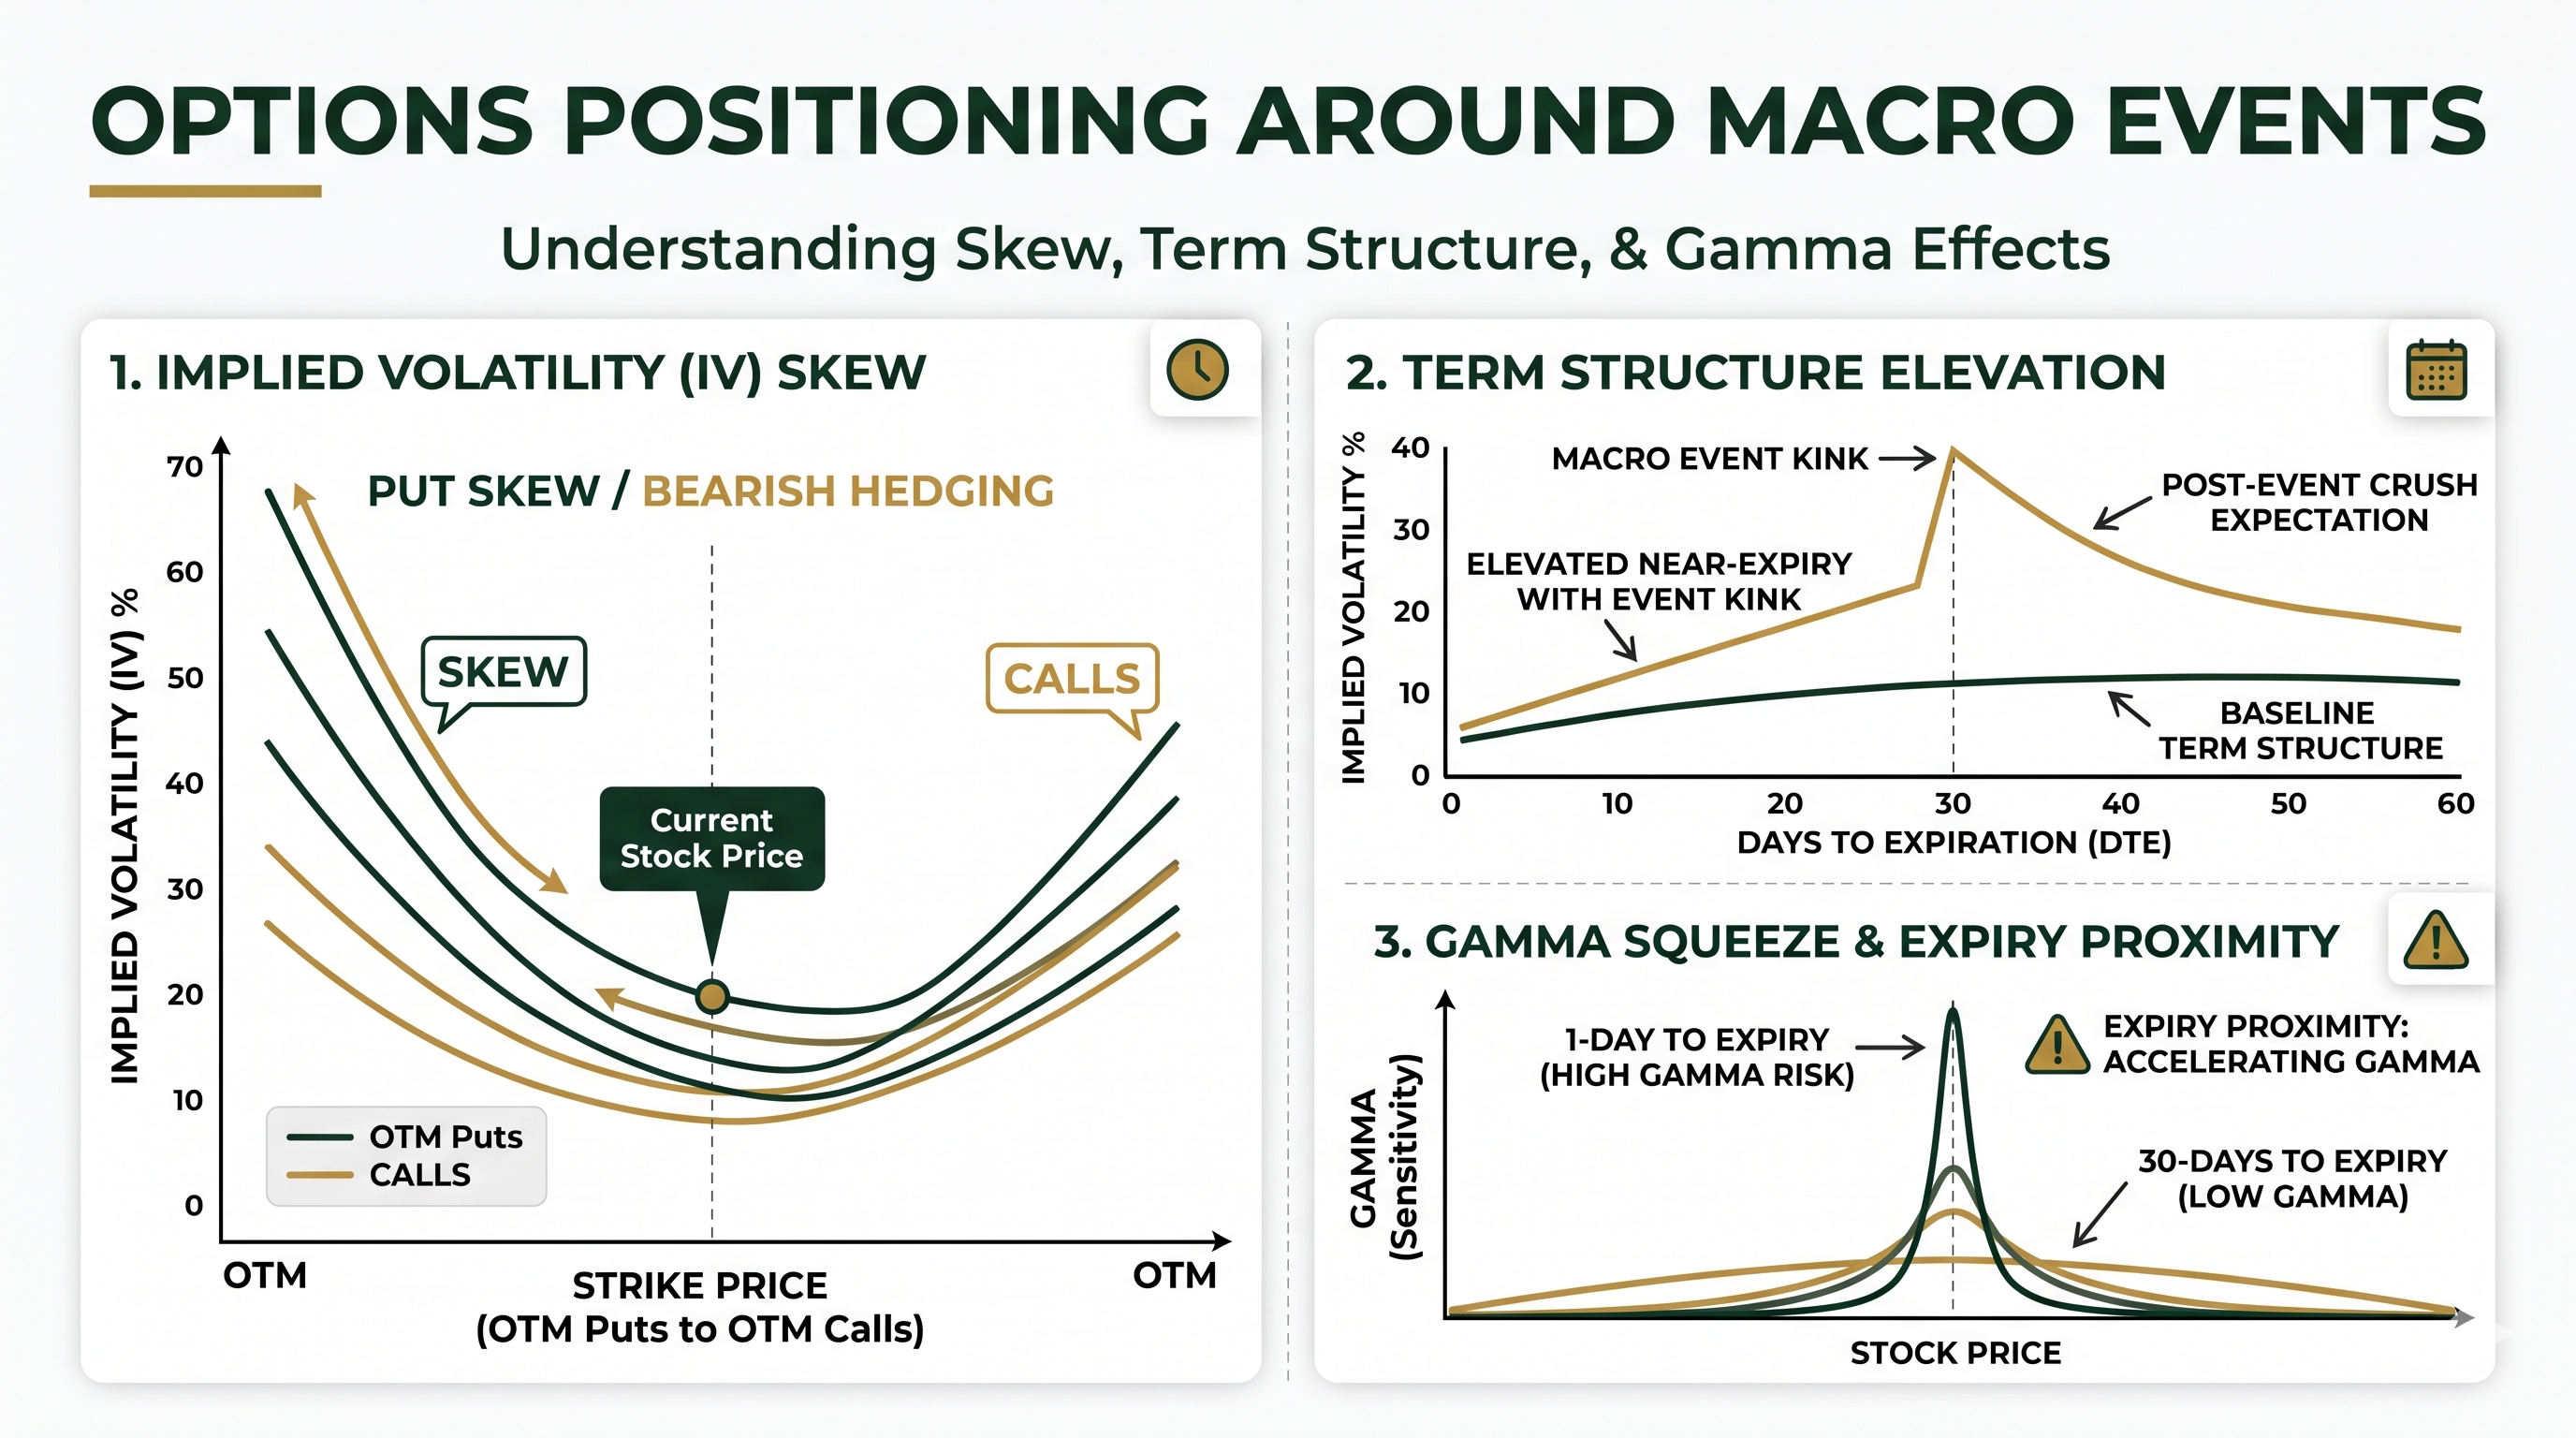 OPTIONS POSITIONING AROUND MACRO EVENTS
Understanding Skew, Term Structure, & Gamma Effects
1. IMPLIED VOLATILITY (IV) SKEW
PUT SKEW / BEARISH HEDGING
IMPLIED VOLATILITY (IV) %
70
60
50
40
30
20
10
0
SKEW
CALLS
Current
Stock Price
OTM Puts
CALLS
OTM
OTM
STRIKE PRICE
(OTM Puts to OTM Calls)
2. TERM STRUCTURE ELEVATION
IMPLIED VOLATILITY %
40
30
20
10
0
MACRO EVENT KINK
POST-EVENT CRUSH
EXPECTATION
ELEVATED NEAR-EXPIRY
WITH EVENT KINK
BASELINE
TERM STRUCTURE
0
10
20
30
40
50
60
DAYS TO EXPIRATION (DTE)
3. GAMMA SQUEEZE & EXPIRY PROXIMITY
GAMMA
(Sensitivity)
1-DAY TO EXPIRY
(HIGH GAMMA RISK)
EXPIRY PROXIMITY:
ACCELERATING GAMMA
30-DAYS TO EXPIRY
(LOW GAMMA)
STOCK PRICE